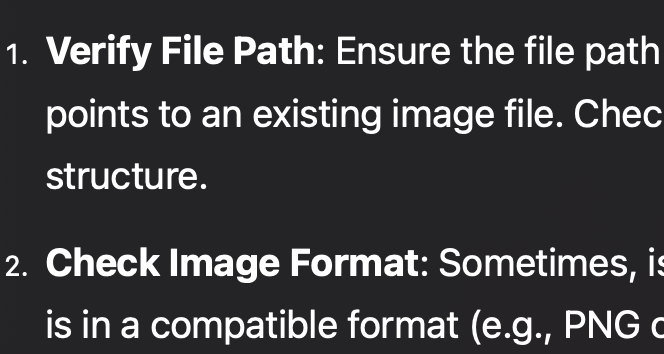 1. Verify File Path: Ensure the file path
points to an existing image file. Chec
structure.
2. Check Image Format: Sometimes, is
is in a compatible format (e.g., PNG o